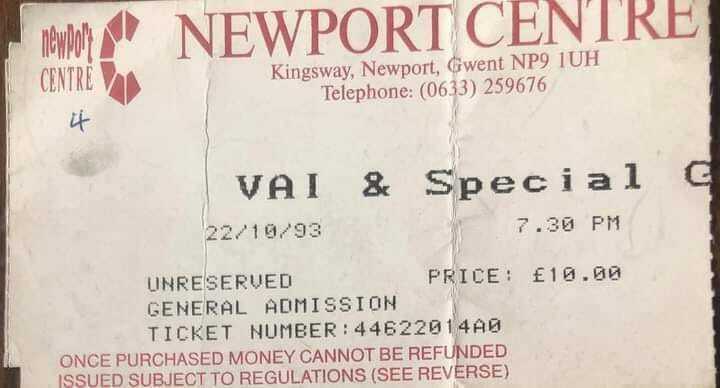 newport
CENTRE
NEWPORT CENTRE
Kingsway, Newport, Gwent NP9 1UH
Telephone: (0633) 259676
4
VAI & Special G
22/10/93 7.30 PM
UNRESERVED PRICE: £10.00
GENERAL ADMISSION
TICKET NUMBER:44622014A0
ONCE PURCHASED MONEY CANNOT BE REFUNDED
ISSUED SUBJECT TO REGULATIONS (SEE REVERSE)